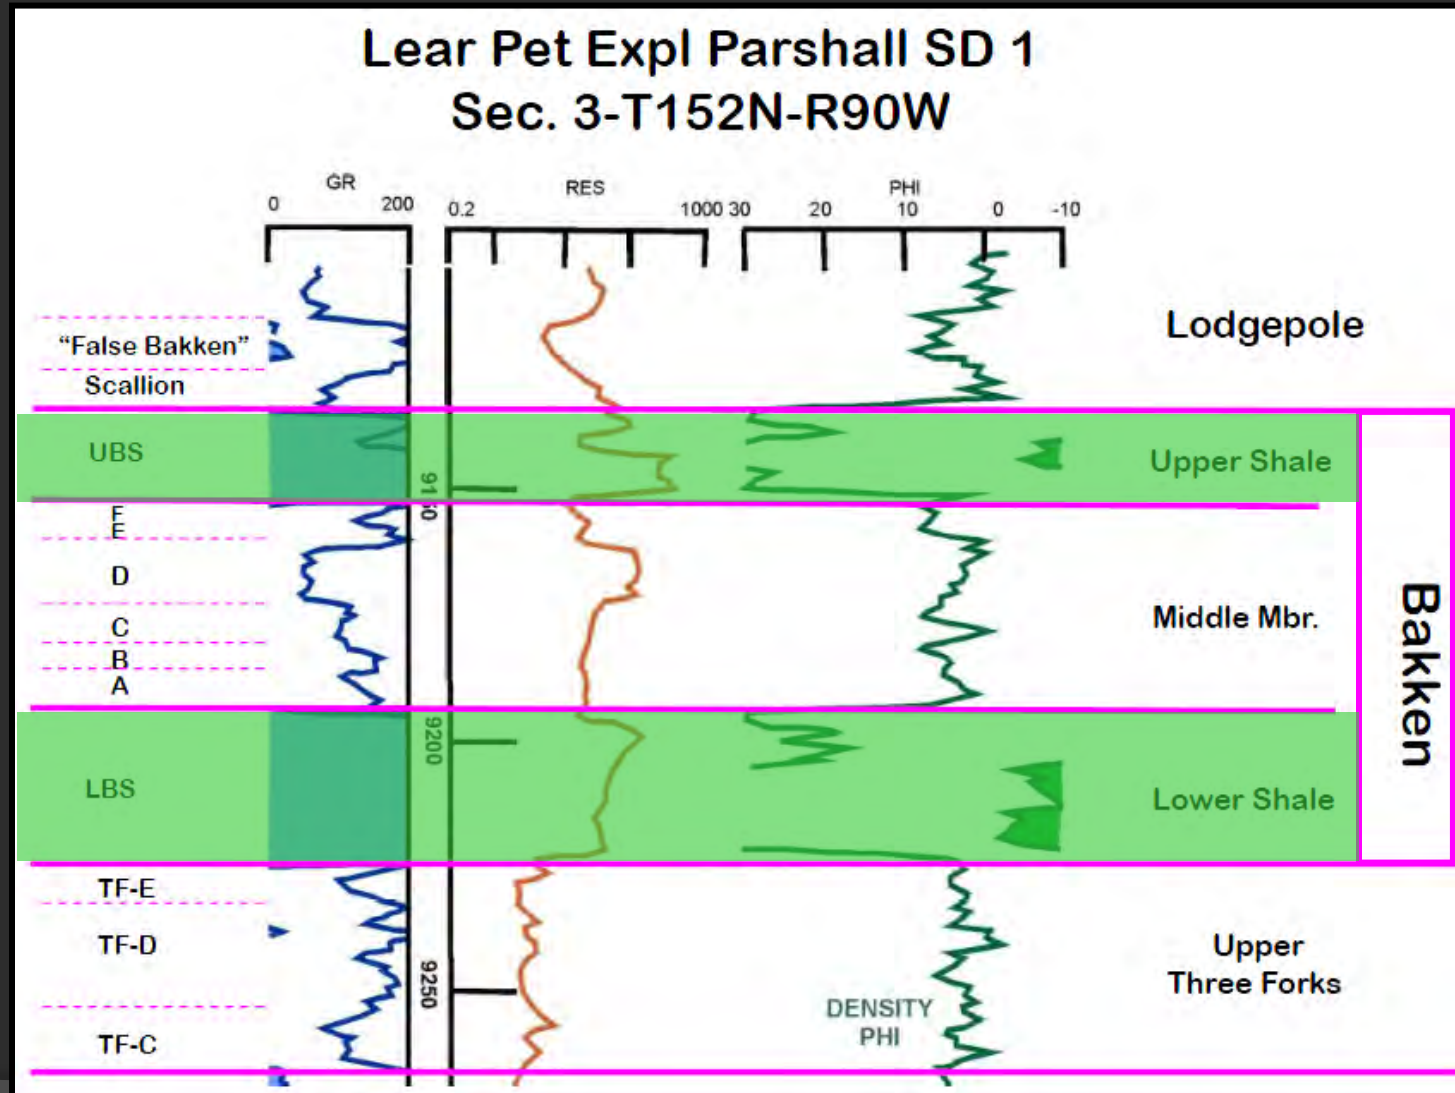 Lear Pet Expl Parshall SD 1
Sec. 3-T152N-R90W
GR
0 200
RES
0.2 1000
PHI
30 20 10 0 -10
"False Bakken"
Scallion
Lodgepole
UBS
Upper Shale
9150
F
E
D
C
B
A
Middle Mbr.
Bakken
9200
LBS
Lower Shale
TF-E
TF-D
TF-C
9250
DENSITY
PHI
Upper
Three Forks